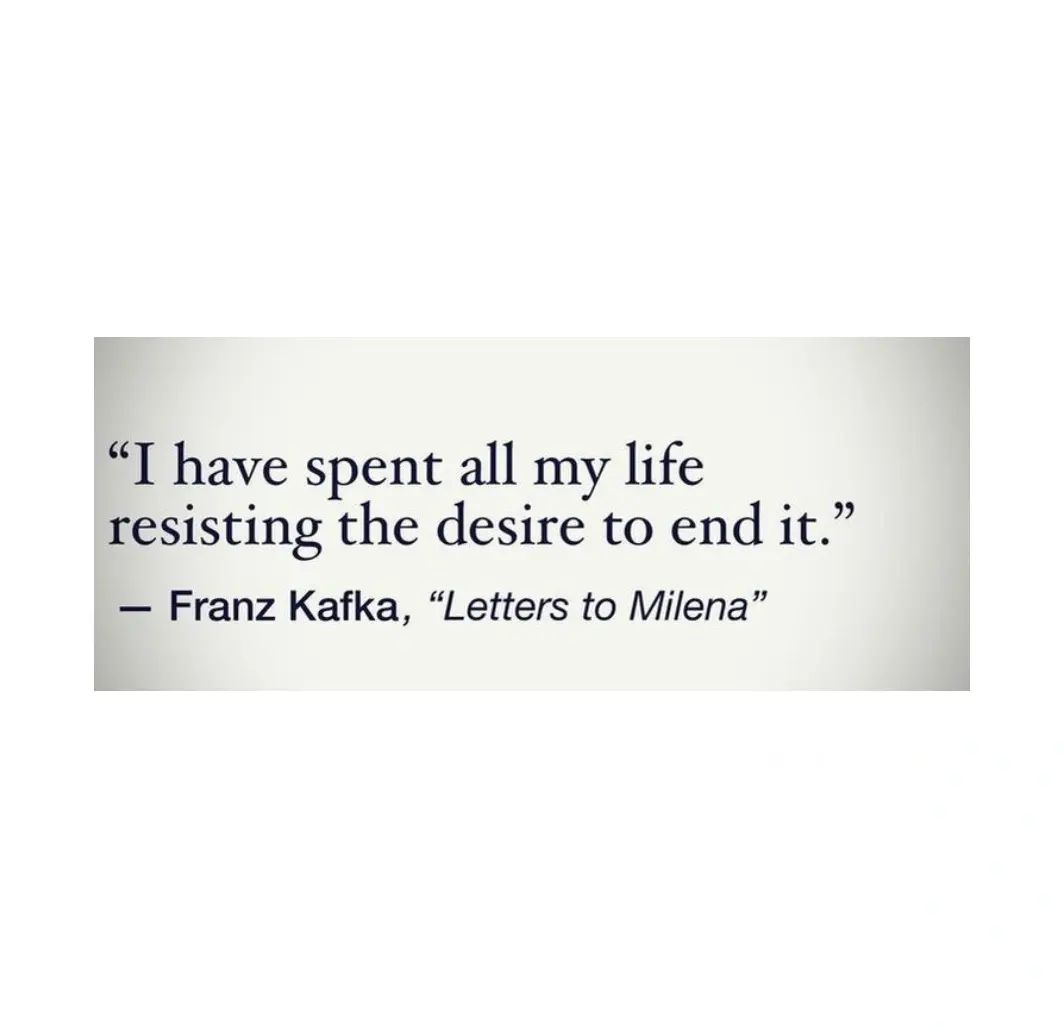 “I have spent all my life
resisting the desire to end it.”
— Franz Kafka, “Letters to Milena”